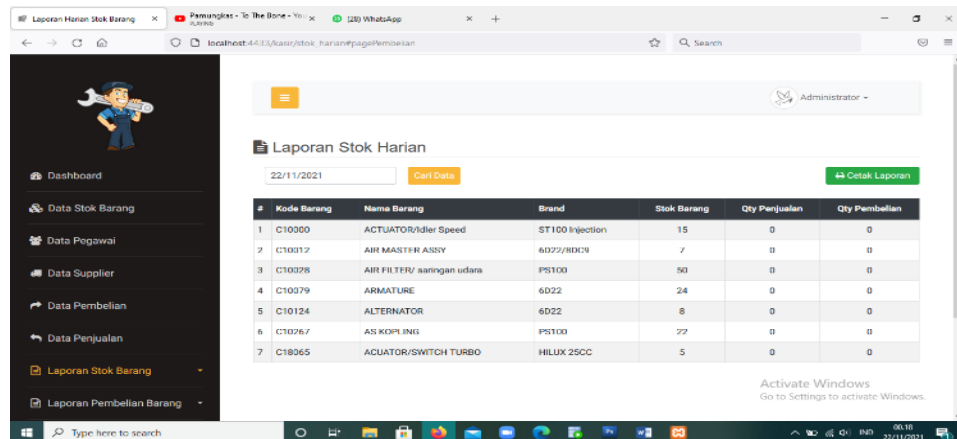 Laporan Harian Stok Barang
Pamungkas - To The Bone - You
PLAYING
(28) WhatsApp
localhost:4433/kasir/stok_harian#pagePembelian
Search
Administrator
Laporan Stok Harian
22/11/2021 Cari Data Cetak Laporan
Dashboard
Data Stok Barang
Data Pegawai
Data Supplier
Data Pembelian
Data Penjualan
Laporan Stok Barang
Laporan Pembelian Barang
# Kode Barang Nama Barang Brand Stok Barang Qty Penjualan Qty Pembelian
1 C10000 ACTUATOR/Idler Speed ST100 Injection 15 0 0
2 C10012 AIR MASTER ASSY 6D22/8DC9 7 0 0
3 C10028 AIR FILTER/ saringan udara PS100 50 0 0
4 C10079 ARMATURE 6D22 24 0 0
5 C10124 ALTERNATOR 6D22 8 0 0
6 C10267 AS KOPLING PS100 22 0 0
7 C18065 ACUATOR/SWITCH TURBO HILUX 25CC 5 0 0
Activate Windows
Go to Settings to activate Windows.
Type here to search
IND
00.18
22/11/2021